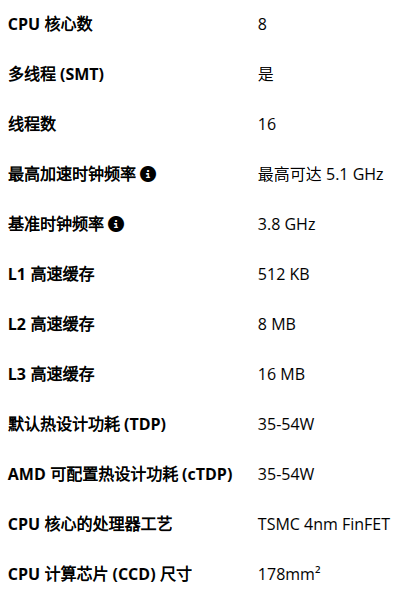 CPU 核心数 8
多线程 (SMT) 是
线程数 16
最高加速时钟频率 最高可达 5.1 GHz
基准时钟频率 3.8 GHz
L1 高速缓存 512 KB
L2 高速缓存 8 MB
L3 高速缓存 16 MB
默认热设计功耗 (TDP) 35-54W
AMD 可配置热设计功耗 (cTDP) 35-54W
CPU 核心的处理器工艺 TSMC 4nm FinFET
CPU 计算芯片 (CCD) 尺寸 178mm²